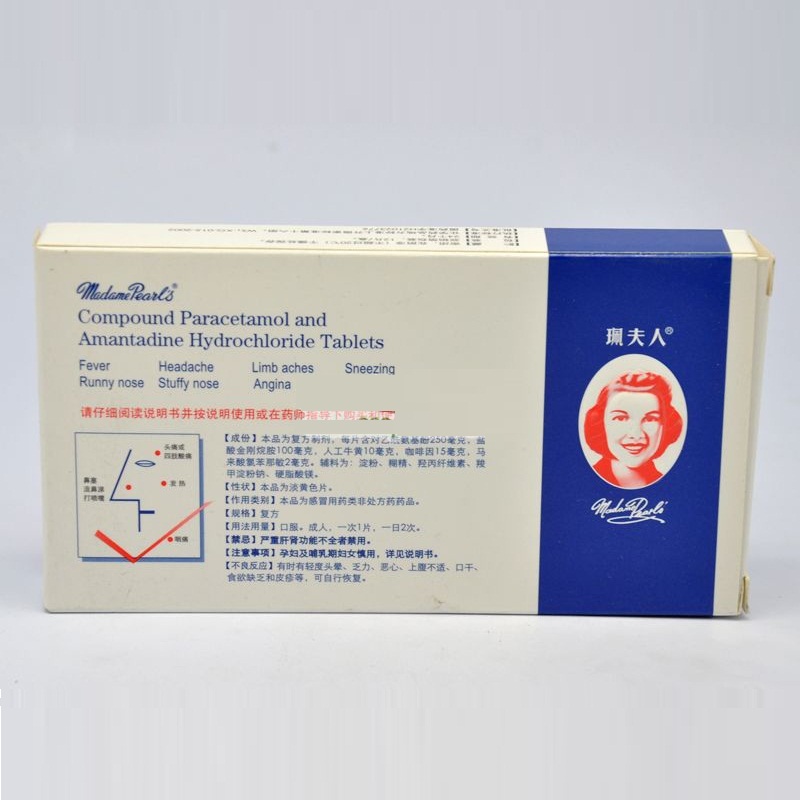 Madame Pearl's®
Compound Paracetamol and
Amantadine Hydrochloride Tablets
Fever Headache Limb aches Sneezing
Runny nose Stuffy nose Angina
请仔细阅读说明书并按说明使用或在药师指导下购买和使用
头痛或
四肢酸痛
鼻塞
流鼻涕
打喷嚏
发热
咽痛
【成份】本品为复方制剂,每片含对乙酰氨基酚250毫克,盐
酸金刚烷胺100毫克,人工牛黄10毫克,咖啡因15毫克,马
来酸氯苯那敏2毫克。辅料为:淀粉、糊精、羟丙纤维素、羧
甲淀粉钠、硬脂酸镁。
【性状】本品为淡黄色片。
【作用类别】本品为感冒用药类非处方药药品。
【规格】复方
【用法用量】口服。成人,一次1片,一日2次。
【禁忌】严重肝肾功能不全者禁用。
【注意事项】孕妇及哺乳期妇女慎用,详见说明书。
【不良反应】有时有轻度头晕、乏力、恶心、上腹不适、口干、
食欲缺乏和皮疹等,可自行恢复。
珮夫人®
Madame Pearl's®